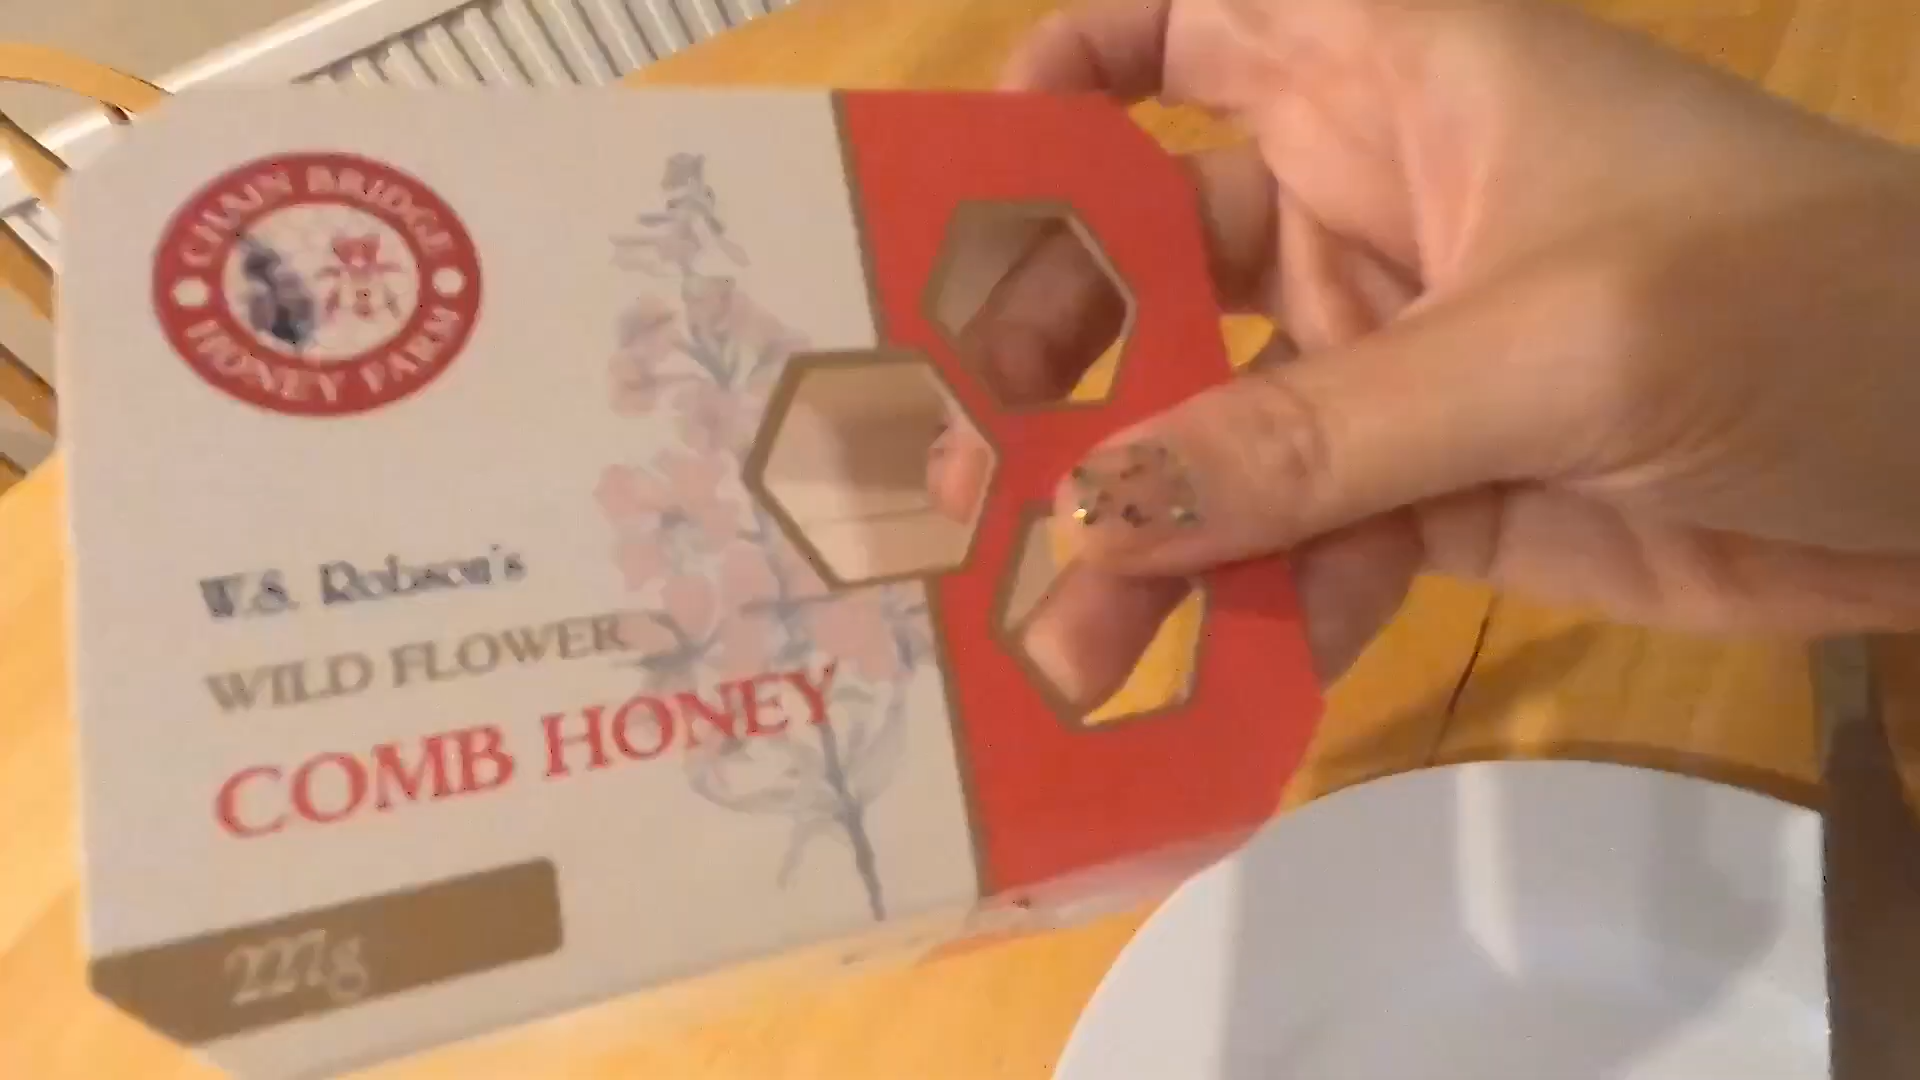 CHAIN BRIDGE
HONEY FARM
W.S. Robson's
WILD FLOWER
COMB HONEY
227g